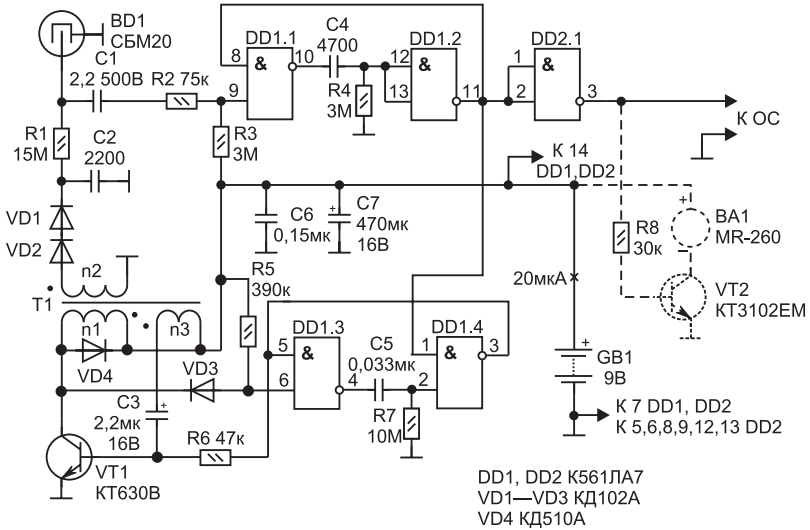 BD1
СБМ20
C1
2,2 500В
R2 75к
8
9
DD1.1
&
10
C4
4700
R4
3М
12
13
DD1.2
&
11
1
2
DD2.1
&
3
К ОС
R1
15М
C2
2200
R3
3М
VD1
VD2
C6
0,15мк
+
C7
470мк
16В
К 14
DD1,DD2
+
BA1
MR-260
–
R8
30к
VT2
КТ3102ЕМ
20мкА
n2
T1
n1
n3
R5
390к
VD4
VD3
5
6
DD1.3
&
4
C5
0,033мк
R7
10М
1
2
DD1.4
&
3
+
GB1
9В
C3
2,2мк
16В
+
R6 47к
К 7 DD1, DD2
К 5,6,8,9,12,13 DD2
VT1
КТ630В
DD1, DD2 К561ЛА7
VD1—VD3 КД102А
VD4 КД510А